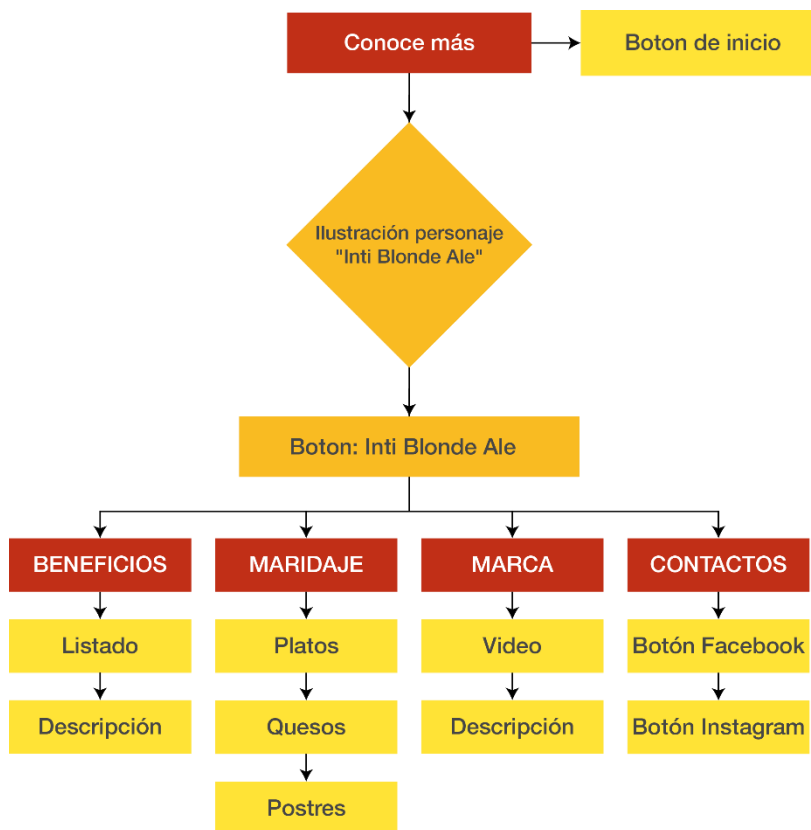 Conoce más
Boton de inicio
Ilustración personaje
"Inti Blonde Ale"
Boton: Inti Blonde Ale
BENEFICIOS
MARIDAJE
MARCA
CONTACTOS
Listado
Platos
Video
Botón Facebook
Descripción
Quesos
Descripción
Botón Instagram
Postres